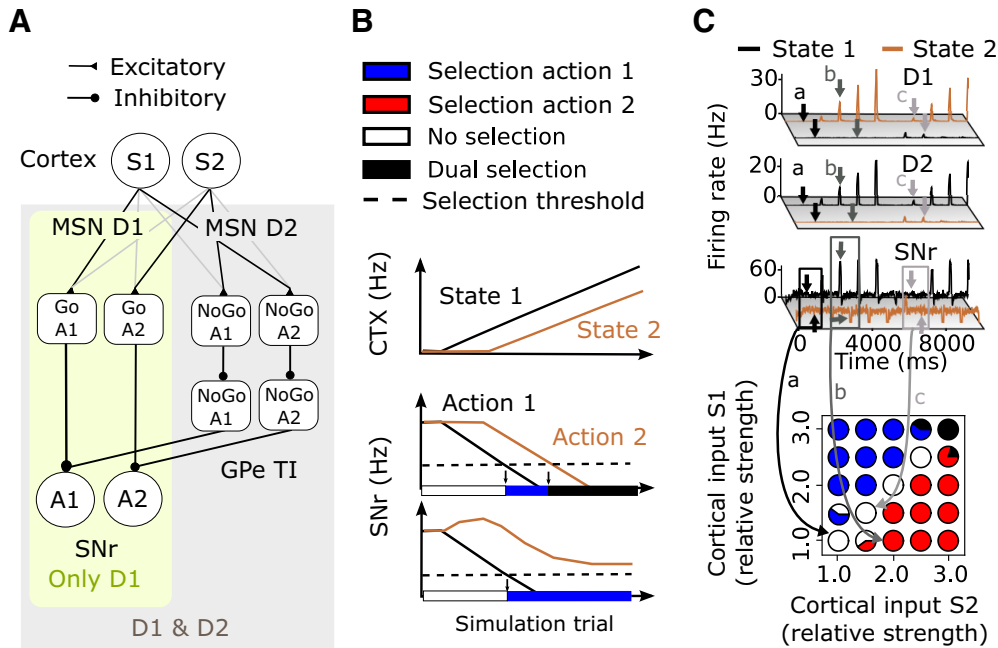 A
Excitatory
Inhibitory
Cortex
S1
S2
MSN D1
MSN D2
Go
A1
Go
A2
NoGo
A1
NoGo
A2
NoGo
A1
NoGo
A2
GPe TI
A1
A2
SNr
Only D1
D1 & D2
B
Selection action 1
Selection action 2
No selection
Dual selection
Selection threshold
CTX (Hz)
State 1
State 2
SNr (Hz)
Action 1
Action 2
Simulation trial
C
State 1
State 2
Firing rate (Hz)
30
0
a
b
c
D1
20
0
a
b
c
D2
60
0
SNr
0
4000
8000
Time (ms)
a
b
c
Cortical input S1
(relative strength)
3.0
2.0
1.0
1.0
2.0
3.0
Cortical input S2
(relative strength)